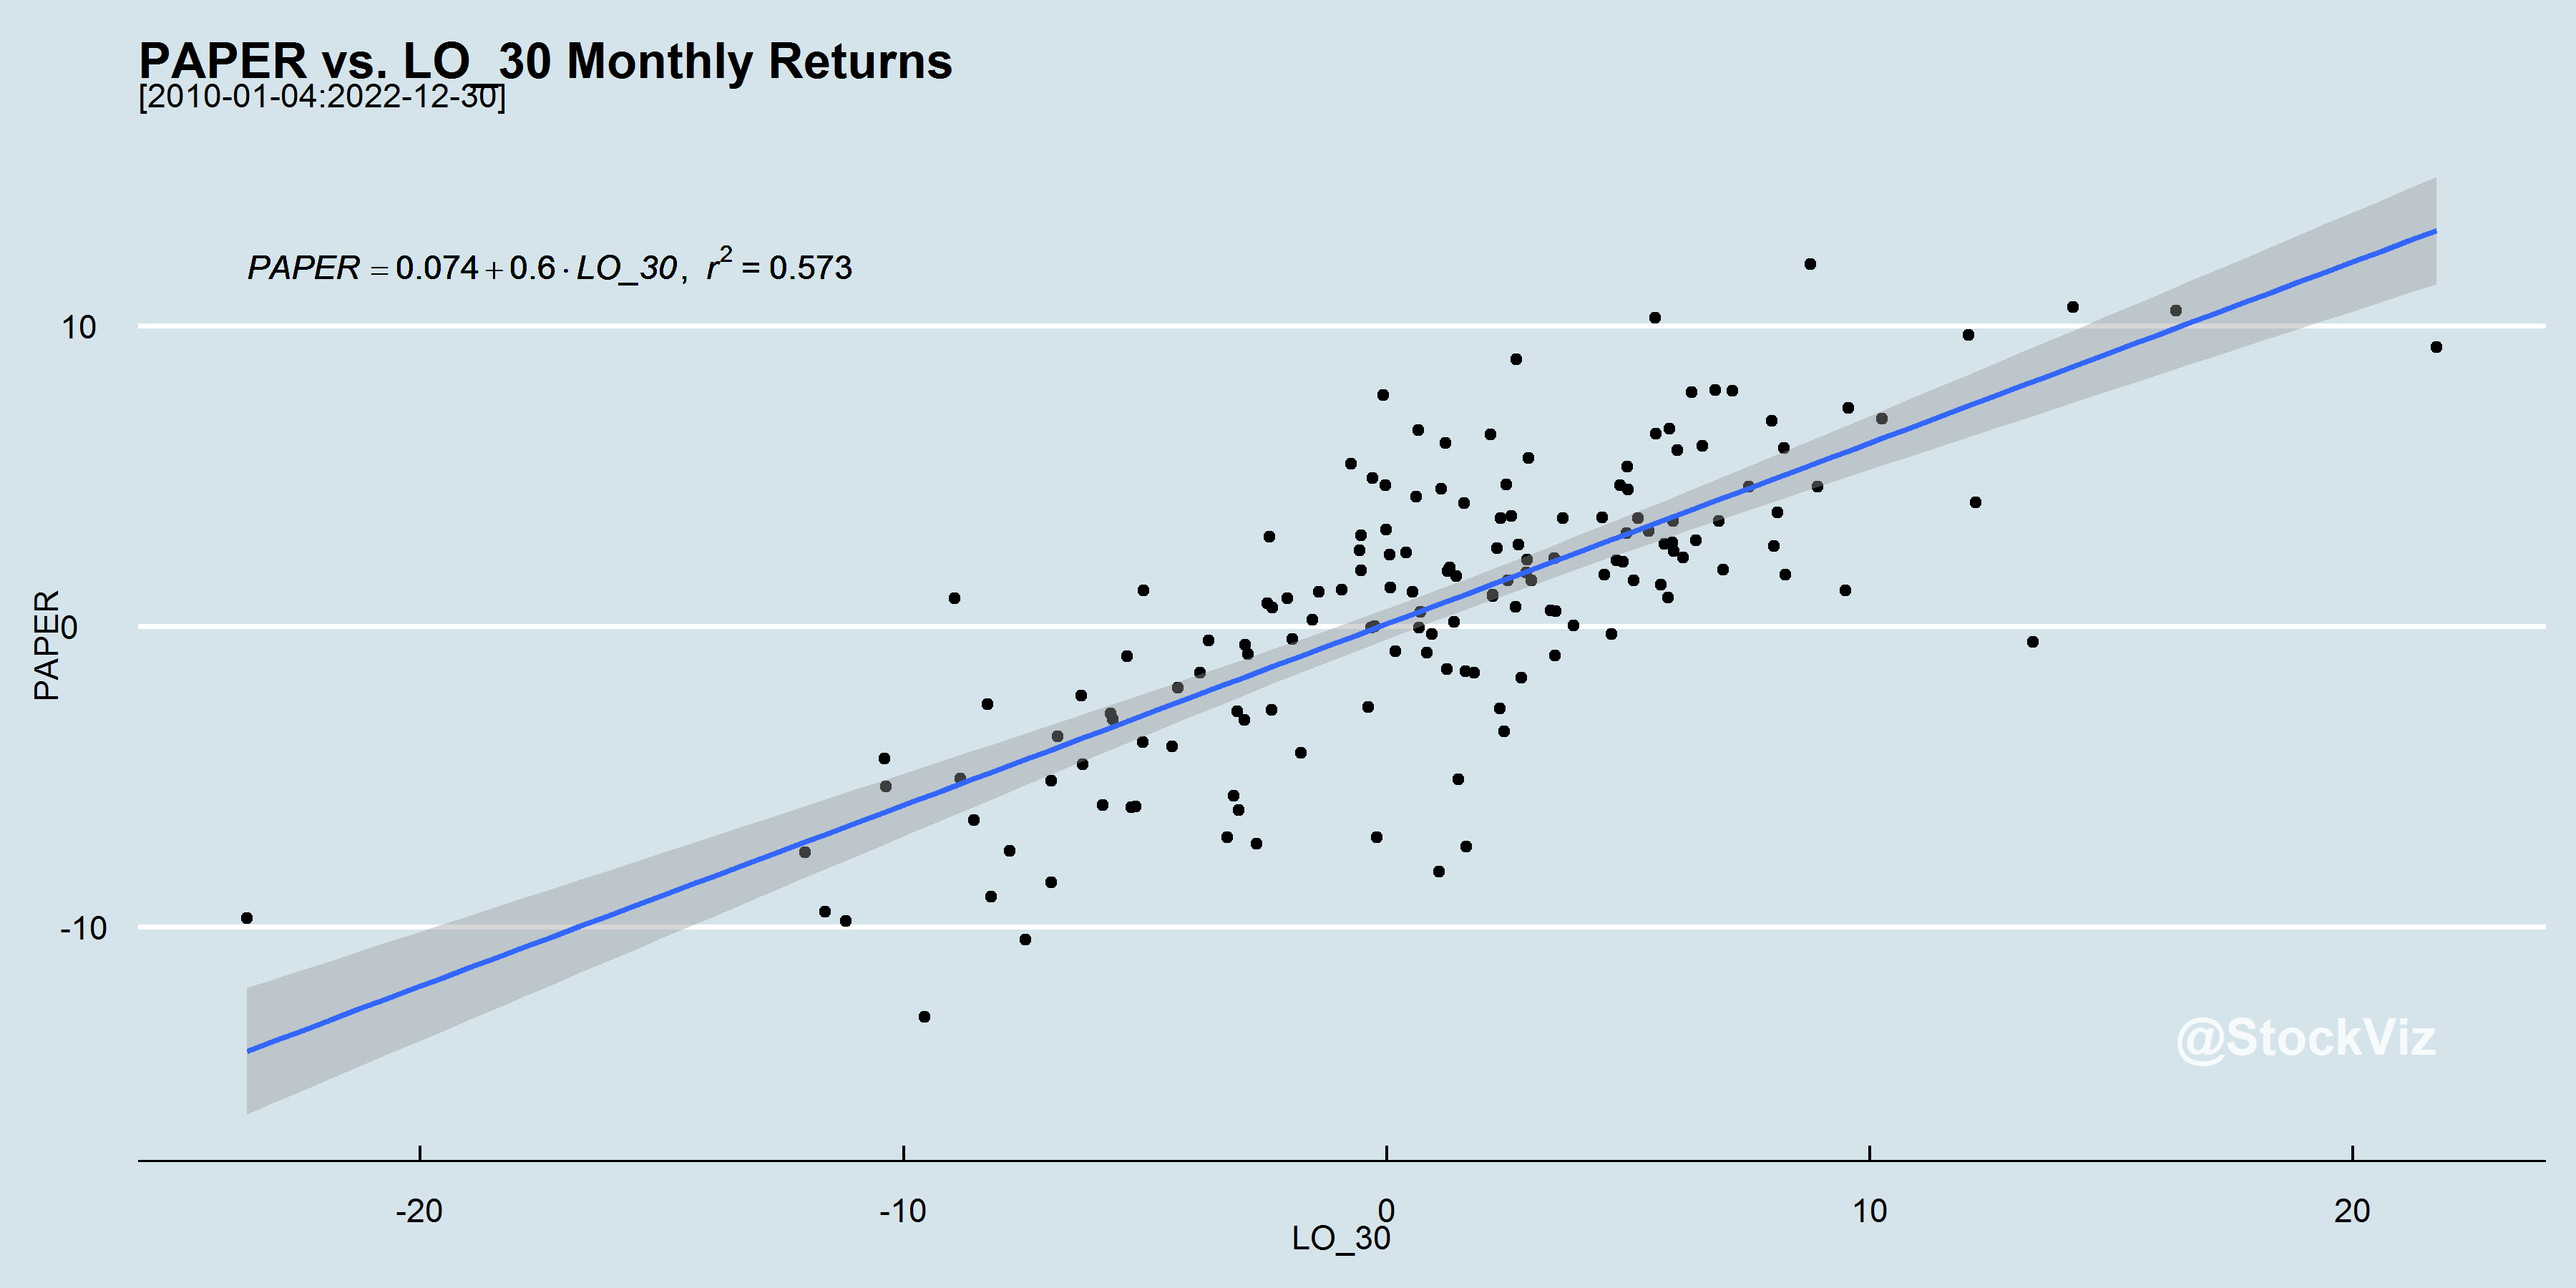 PAPER vs. LO_30 Monthly Returns
[2010-01-04:2022-12-30]
PAPER = 0.074 + 0.6 · LO_30, r² = 0.573
10
0
-10
PAPER
@StockViz
-20 -10 0 10 20
LO_30